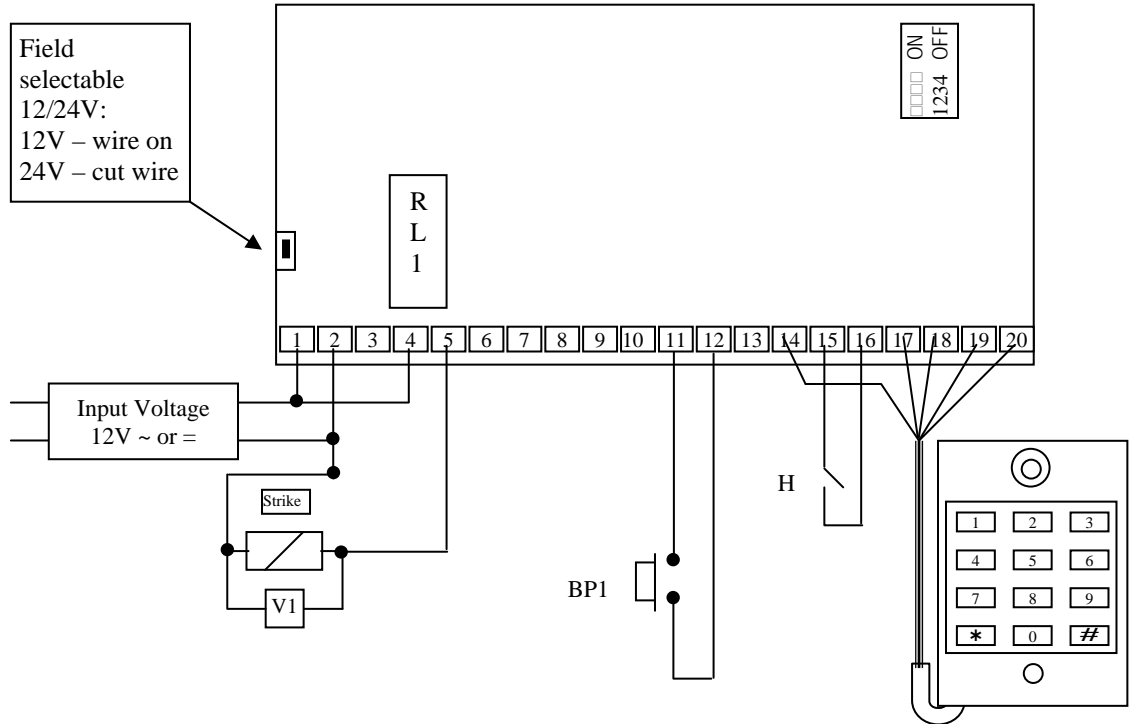 Field
selectable
12/24V:
12V – wire on
24V – cut wire
ON
1234 OFF
R
L
1
1 2 3 4 5 6 7 8 9 10 11 12 13 14 15 16 17 18 19 20
Input Voltage
12V ~ or =
Strike
V1
BP1
H
1 2 3
4 5 6
7 8 9
* 0 #